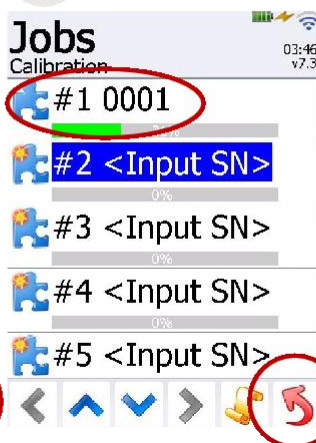 Jobs
03:46
Calibration
v7.3
#1 0001
#2 <Input SN>
0%
#3 <Input SN>
0%
#4 <Input SN>
0%
#5 <Input SN>